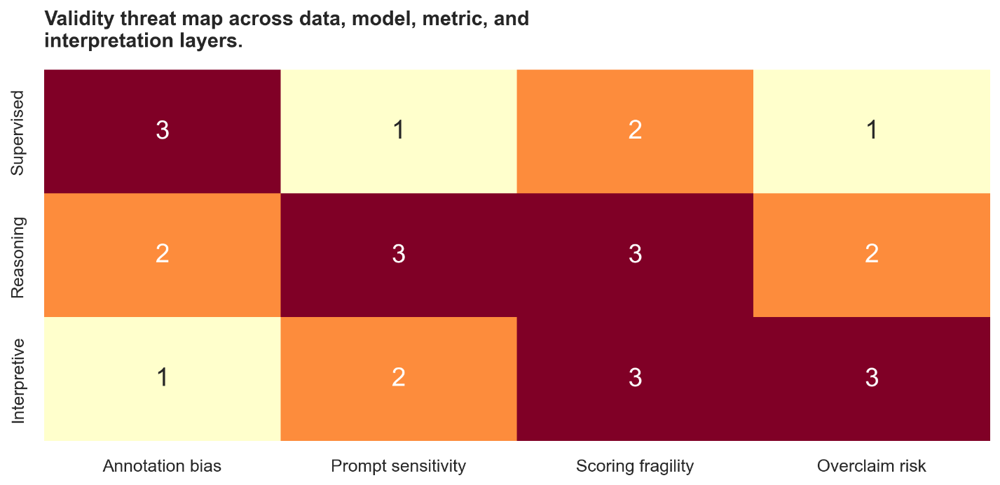 Validity threat map across data, model, metric, and
interpretation layers.
Supervised
3
1
2
1
Reasoning
2
3
3
2
Interpretive
1
2
3
3
Annotation bias
Prompt sensitivity
Scoring fragility
Overclaim risk